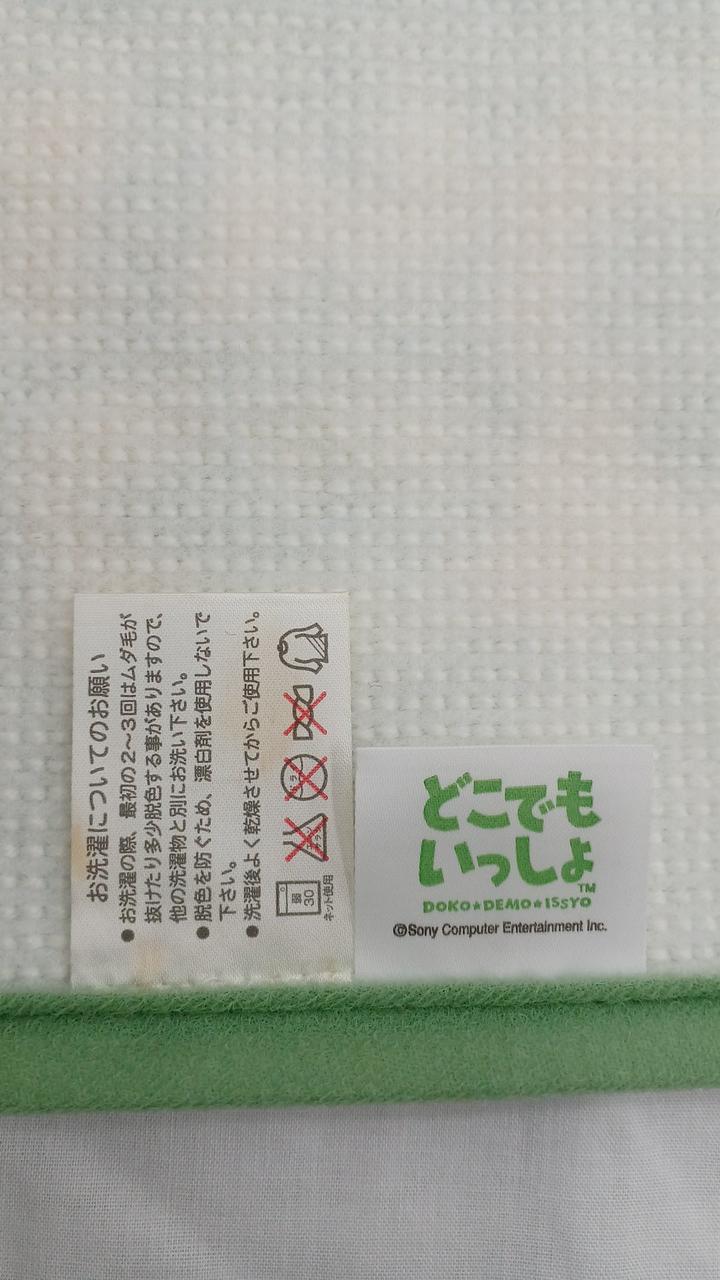 お洗濯についてのお願い
●お洗濯の際、最初の2〜3回はムダ毛が
抜けたり多少脱色する事がありますので、
他の洗濯物と別にお洗い下さい。
●脱色を防ぐため、漂白剤を使用しないで
下さい。
●洗濯後よく乾燥させてからご使用下さい。
弱
30
ネット使用
どこでも
いっしょ
TM
DOKO★DEMO★ISSYO
©Sony Computer Entertainment Inc.